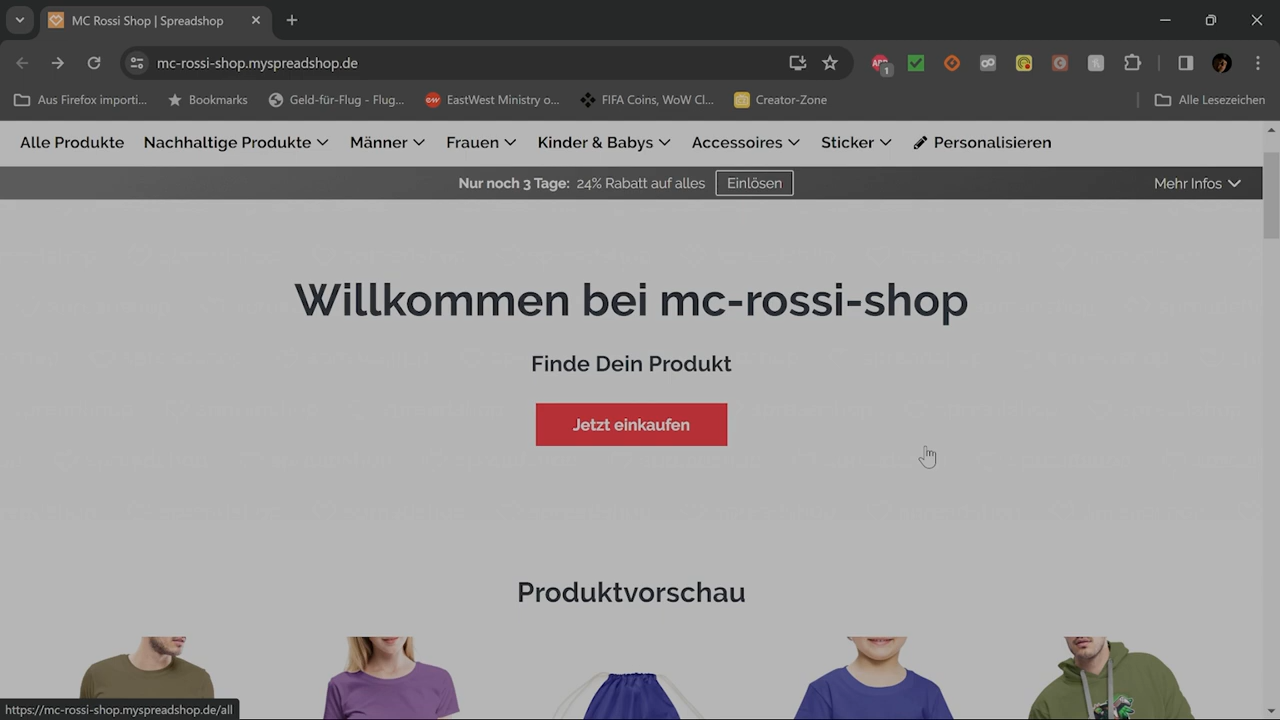 MC Rossi Shop | Spreadshop
mc-rossi-shop.myspreadshop.de
1
Aus Firefox importi... Bookmarks Geld-für-Flug - Flug... EastWest Ministry o... FIFA Coins, WoW Cl... Creator-Zone Alle Lesezeichen
Alle Produkte Nachhaltige Produkte Männer Frauen Kinder & Babys Accessoires Sticker Personalisieren
Nur noch 3 Tage: 24% Rabatt auf alles Einlösen Mehr Infos
Willkommen bei mc-rossi-shop
Finde Dein Produkt
Jetzt einkaufen
Produktvorschau
https://mc-rossi-shop.myspreadshop.de/all